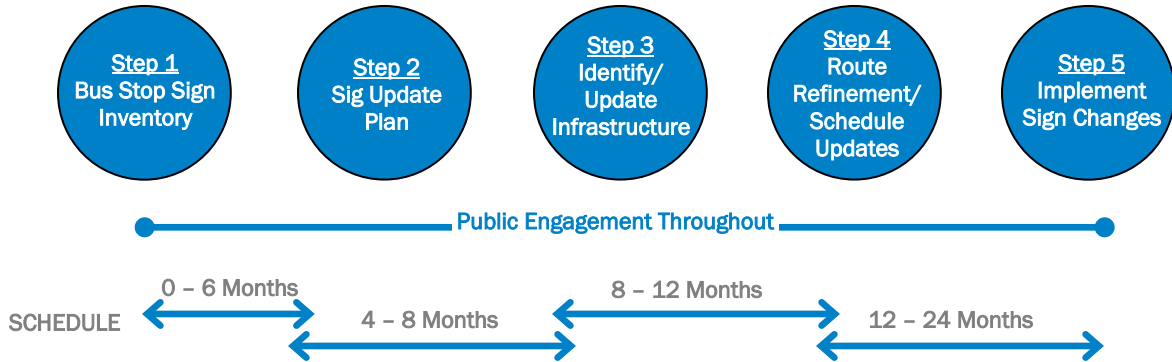 Step 1
Bus Stop Sign
Inventory
Step 2
Sig Update
Plan
Step 3
Identify/
Update
Infrastructure
Step 4
Route
Refinement/
Schedule
Updates
Step 5
Implement
Sign Changes
Public Engagement Throughout
SCHEDULE
0 – 6 Months
4 – 8 Months
8 – 12 Months
12 – 24 Months